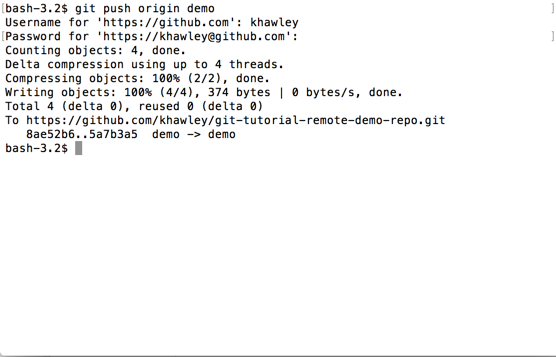 [bash-3.2$ git push origin demo ]
Username for 'https://github.com': khawley
[Password for 'https://khawley@github.com': ]
Counting objects: 4, done.
Delta compression using up to 4 threads.
Compressing objects: 100% (2/2), done.
Writing objects: 100% (4/4), 374 bytes | 0 bytes/s, done.
Total 4 (delta 0), reused 0 (delta 0)
To https://github.com/khawley/git-tutorial-remote-demo-repo.git
   8ae52b6..5a7b3a5  demo -> demo
bash-3.2$